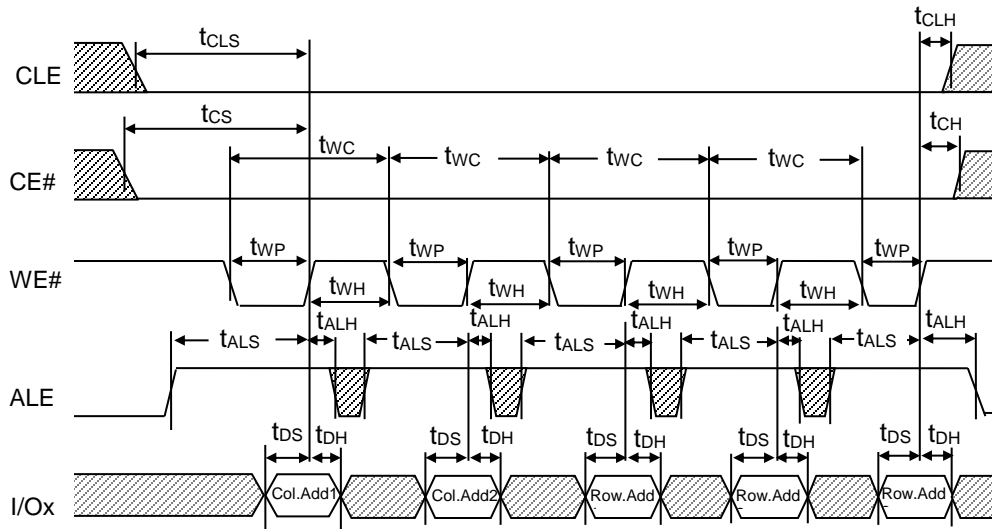 tCLS
tCLH
CLE
tCS
tCH
tWC tWC tWC tWC
CE#
tWP tWP tWP tWP tWP
WE#
tWH tWH tWH tWH
tALH tALH tALH tALH
tALS tALS tALS tALS tALS tALH
ALE
tDS tDH tDS tDH tDS tDH tDS tDH tDS tDH
I/Ox Col.Add1 Col.Add2 Row.Add Row.Add Row.Add